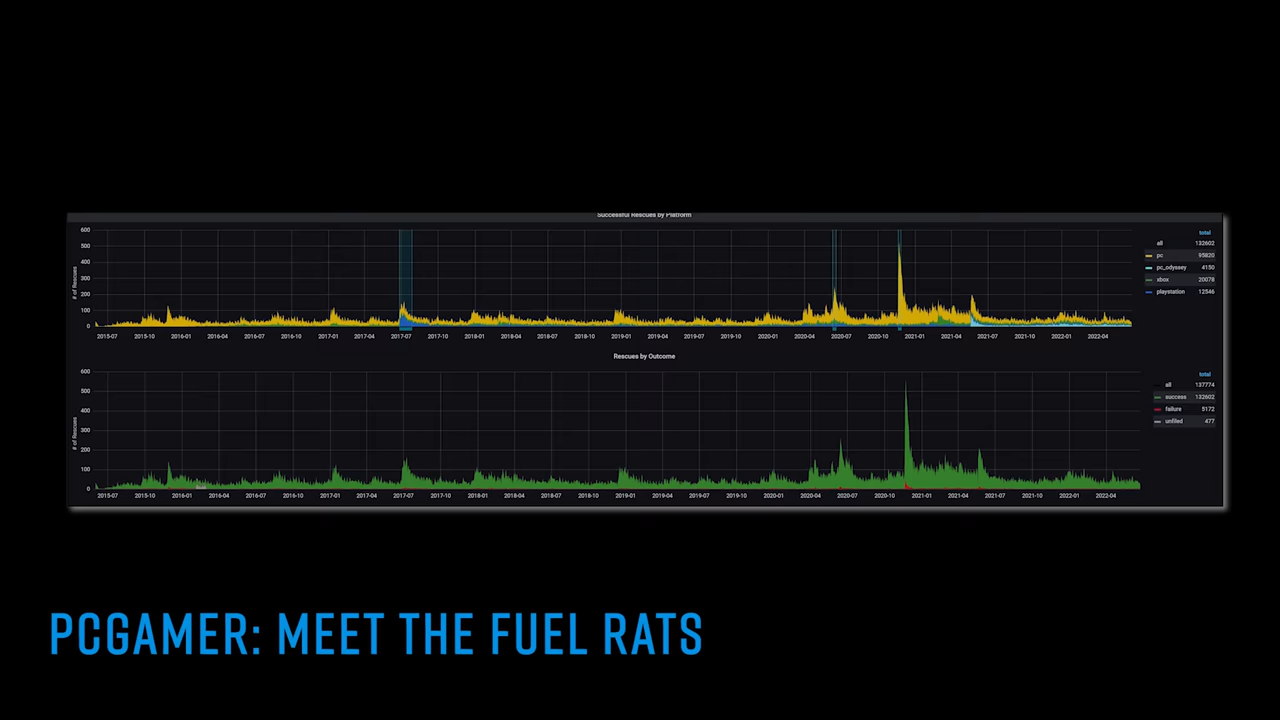 Successful Rescues by Platform
# of Rescues
600
500
400
300
200
100
0
2015-07 2015-10 2016-01 2016-04 2016-07 2016-10 2017-01 2017-04 2017-07 2017-10 2018-01 2018-04 2018-07 2018-10 2019-01 2019-04 2019-07 2019-10 2020-01 2020-04 2020-07 2020-10 2021-01 2021-04 2021-07 2021-10 2022-01 2022-04
total
all 132602
pc 95820
pc_odyssey 4150
xbox 20078
playstation 12546
Rescues by Outcome
# of Rescues
600
500
400
300
200
100
0
2015-07 2015-10 2016-01 2016-04 2016-07 2016-10 2017-01 2017-04 2017-07 2017-10 2018-01 2018-04 2018-07 2018-10 2019-01 2019-04 2019-07 2019-10 2020-01 2020-04 2020-07 2020-10 2021-01 2021-04 2021-07 2021-10 2022-01 2022-04
total
all 137774
success 132602
failure 5172
unfiled 477
PCGAMER: MEET THE FUEL RATS